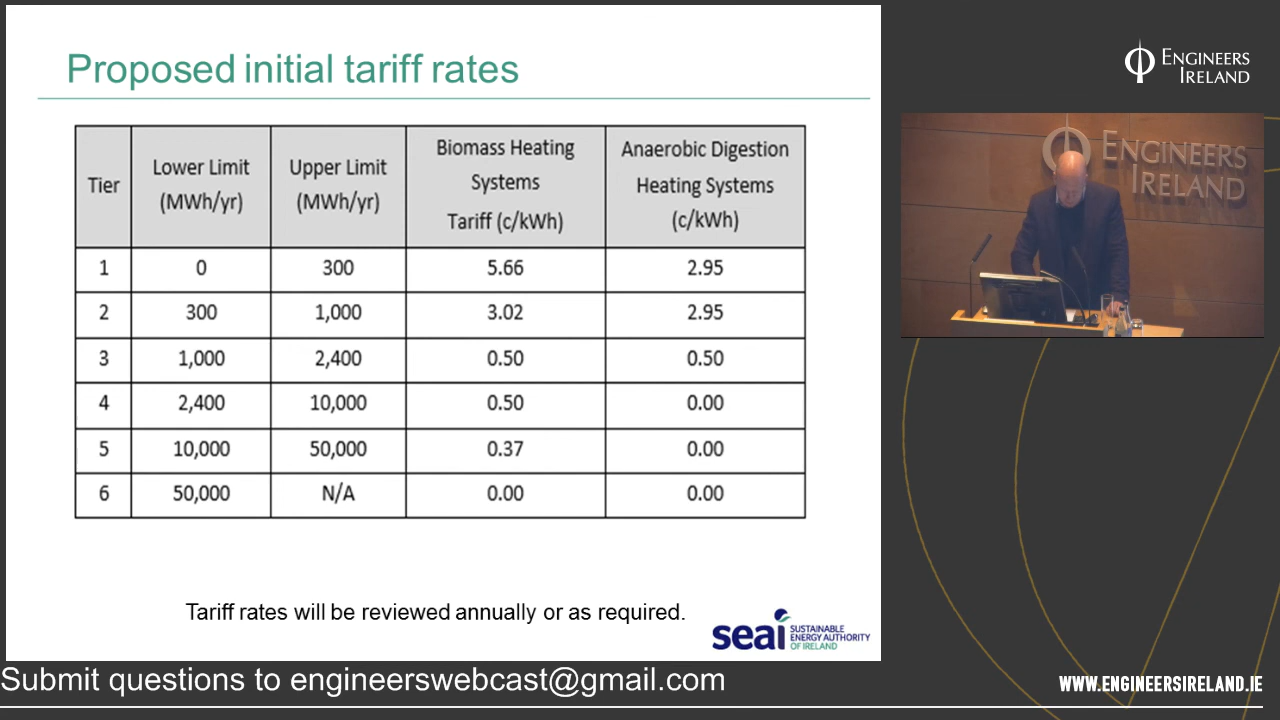 Proposed initial tariff rates
Tier Lower Limit (MWh/yr) Upper Limit (MWh/yr) Biomass Heating Systems Tariff (c/kWh) Anaerobic Digestion Heating Systems (c/kWh)
1 0 300 5.66 2.95
2 300 1,000 3.02 2.95
3 1,000 2,400 0.50 0.50
4 2,400 10,000 0.50 0.00
5 10,000 50,000 0.37 0.00
6 50,000 N/A 0.00 0.00
Tariff rates will be reviewed annually or as required.
seai SUSTAINABLE
ENERGY AUTHORITY
OF IRELAND
ENGINEERS
IRELAND
ENGINEERS
IRELAND
Submit questions to engineerswebcast@gmail.com
WWW.ENGINEERSIRELAND.IE